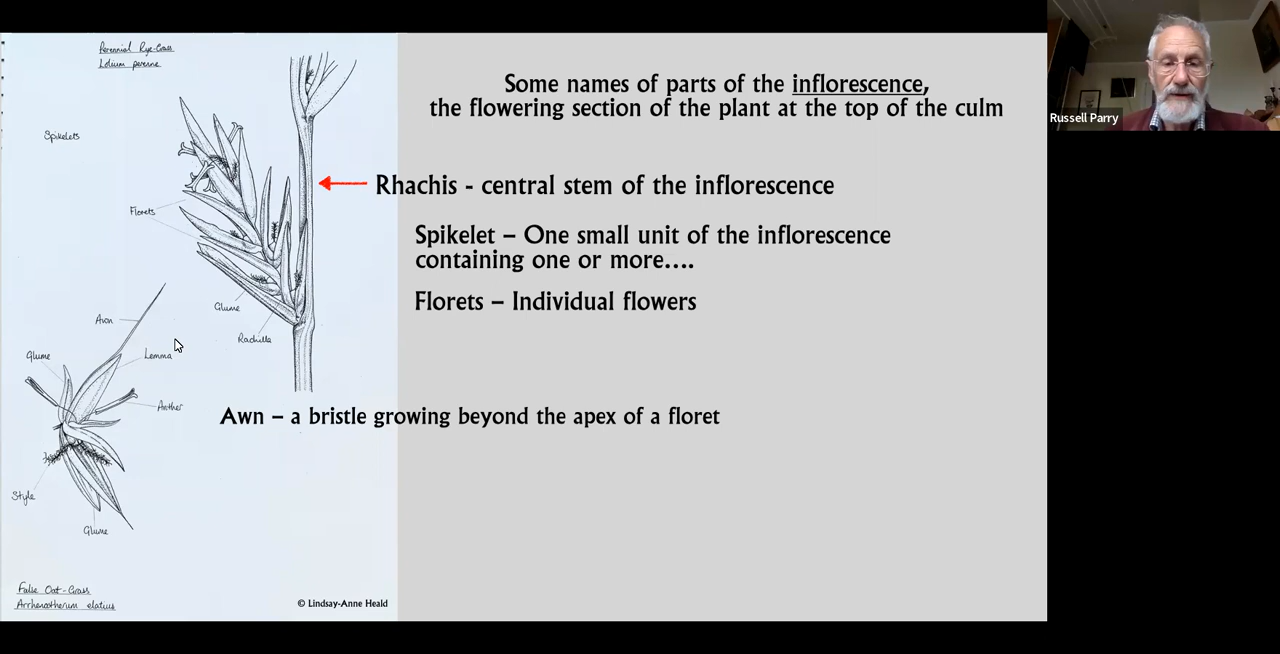 Perennial Rye-Grass
Lolium perenne
Spikelets
Florets
Glume
Rachilla
Awn
Glume
Lemma
Anther
Style
Glume
False Oat-Grass
Arrhenatherum elatius
© Lindsay-Anne Heald
Some names of parts of the inflorescence,
the flowering section of the plant at the top of the culm
Rhachis - central stem of the inflorescence
Spikelet – One small unit of the inflorescence
containing one or more....
Florets – Individual flowers
Awn – a bristle growing beyond the apex of a floret
Russell Parry